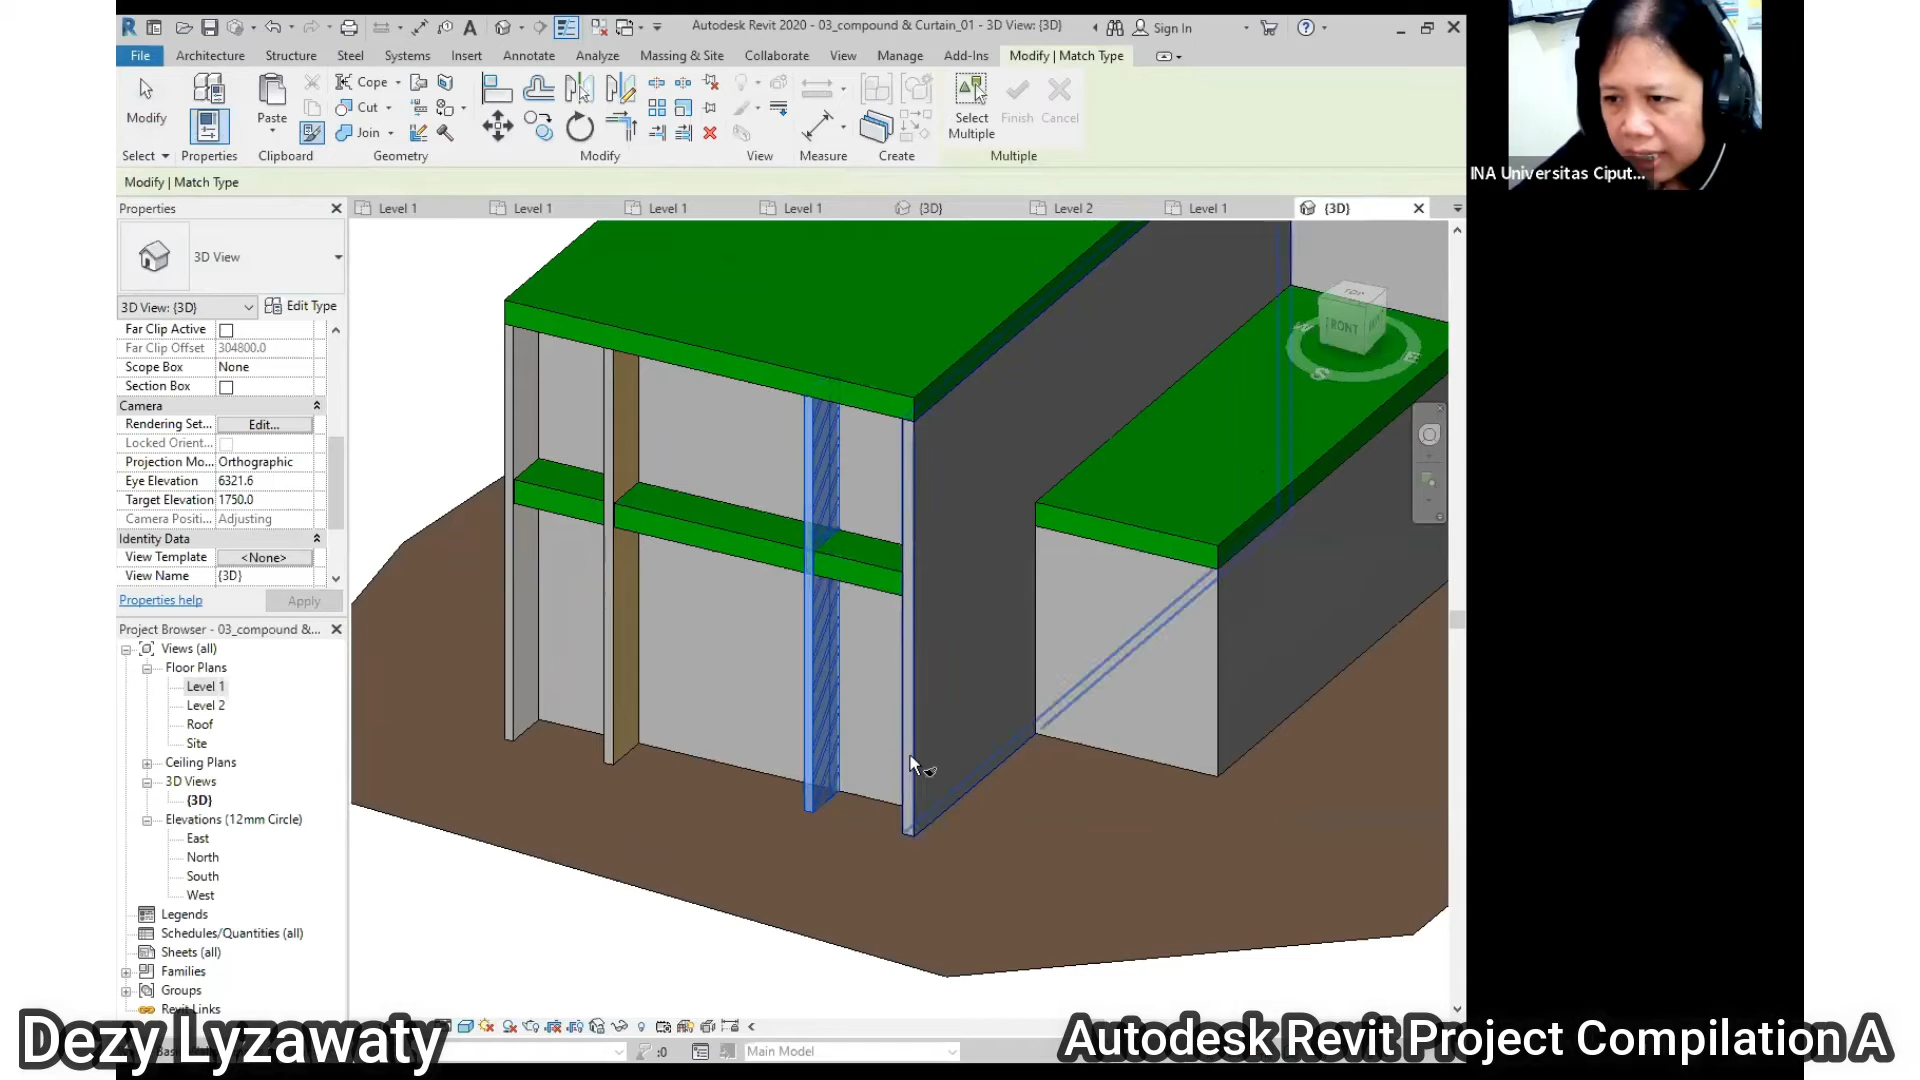 Autodesk Revit 2020 - 03_compound & Curtain_01 - 3D View: {3D}
Sign In
File Architecture Structure Steel Systems Insert Annotate Analyze Massing & Site Collaborate View Manage Add-Ins Modify | Match Type
Modify
Paste
Cope
Cut
Join
Select Multiple
Finish
Cancel
Select Properties Clipboard Geometry Modify View Measure Create Multiple
Modify | Match Type
INA Universitas Ciput...
Properties
Level 1 Level 1 Level 1 Level 1 {3D} Level 2 Level 1 {3D}
3D View
3D View: {3D} Edit Type
Far Clip Active
Far Clip Offset 304800.0
Scope Box None
Section Box
Camera
Rendering Set... Edit...
Locked Orient...
Projection Mo... Orthographic
Eye Elevation 6321.6
Target Elevation 1750.0
Camera Positi... Adjusting
Identity Data
View Template <None>
View Name {3D}
Properties help Apply
TOP
FRONT
S
E
Project Browser - 03_compound &...
Views (all)
Floor Plans
Level 1
Level 2
Roof
Site
Ceiling Plans
3D Views
{3D}
Elevations (12mm Circle)
East
North
South
West
Legends
Schedules/Quantities (all)
Sheets (all)
Families
Groups
Revit Links
:0
Main Model
Dezy Lyzawaty
Autodesk Revit Project Compilation A